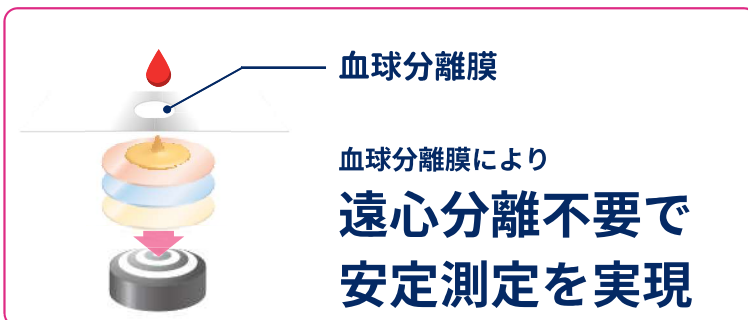 血球分離膜
血球分離膜により
遠心分離不要で
安定測定を実現